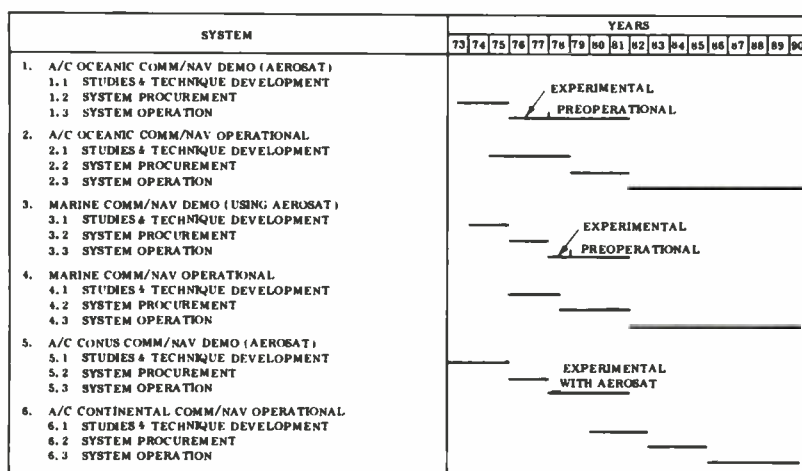 SYSTEM
YEARS
73 74 75 76 77 78 79 80 81 82 83 84 85 86 87 88 89 90
1. A/C OCEANIC COMM/NAV DEMO (AEROSAT)
1.1 STUDIES & TECHNIQUE DEVELOPMENT
1.2 SYSTEM PROCUREMENT
1.3 SYSTEM OPERATION
EXPERIMENTAL
PREOPERATIONAL
2. A/C OCEANIC COMM/NAV OPERATIONAL
2.1 STUDIES & TECHNIQUE DEVELOPMENT
2.2 SYSTEM PROCUREMENT
2.3 SYSTEM OPERATION
3. MARINE COMM/NAV DEMO (USING AEROSAT)
3.1 STUDIES & TECHNIQUE DEVELOPMENT
3.2 SYSTEM PROCUREMENT
3.3 SYSTEM OPERATION
EXPERIMENTAL
PREOPERATIONAL
4. MARINE COMM/NAV OPERATIONAL
4.1 STUDIES & TECHNIQUE DEVELOPMENT
4.2 SYSTEM PROCUREMENT
4.3 SYSTEM OPERATION
5. A/C CONUS COMM/NAV DEMO (AEROSAT)
5.1 STUDIES & TECHNIQUE DEVELOPMENT
5.2 SYSTEM PROCUREMENT
5.3 SYSTEM OPERATION
EXPERIMENTAL
WITH AEROSAT
6. A/C CONTINENTAL COMM/NAV OPERATIONAL
6.1 STUDIES & TECHNIQUE DEVELOPMENT
6.2 SYSTEM PROCUREMENT
6.3 SYSTEM OPERATION